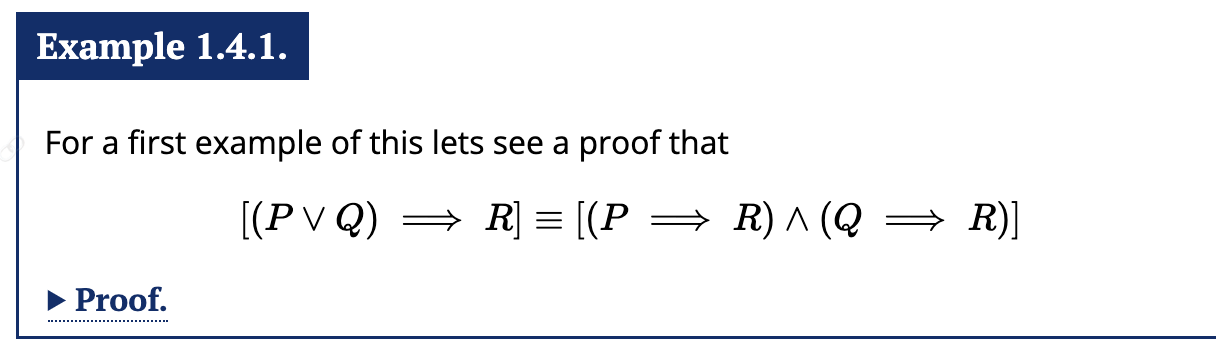 Example 1.4.1.
For a first example of this lets see a proof that
[(P ∨ Q) ⟹ R] ≡ [(P ⟹ R) ∧ (Q ⟹ R)]
▶ Proof.